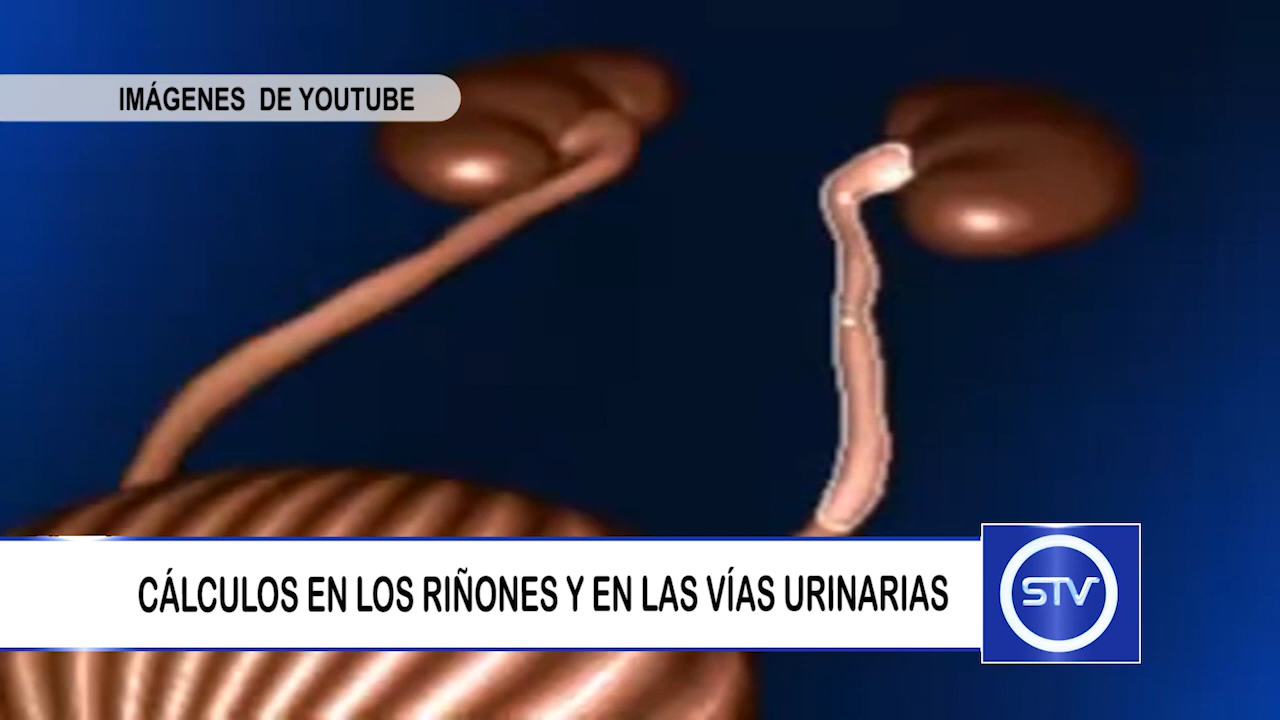 IMÁGENES DE YOUTUBE
CÁLCULOS EN LOS RIÑONES Y EN LAS VÍAS URINARIAS
STV